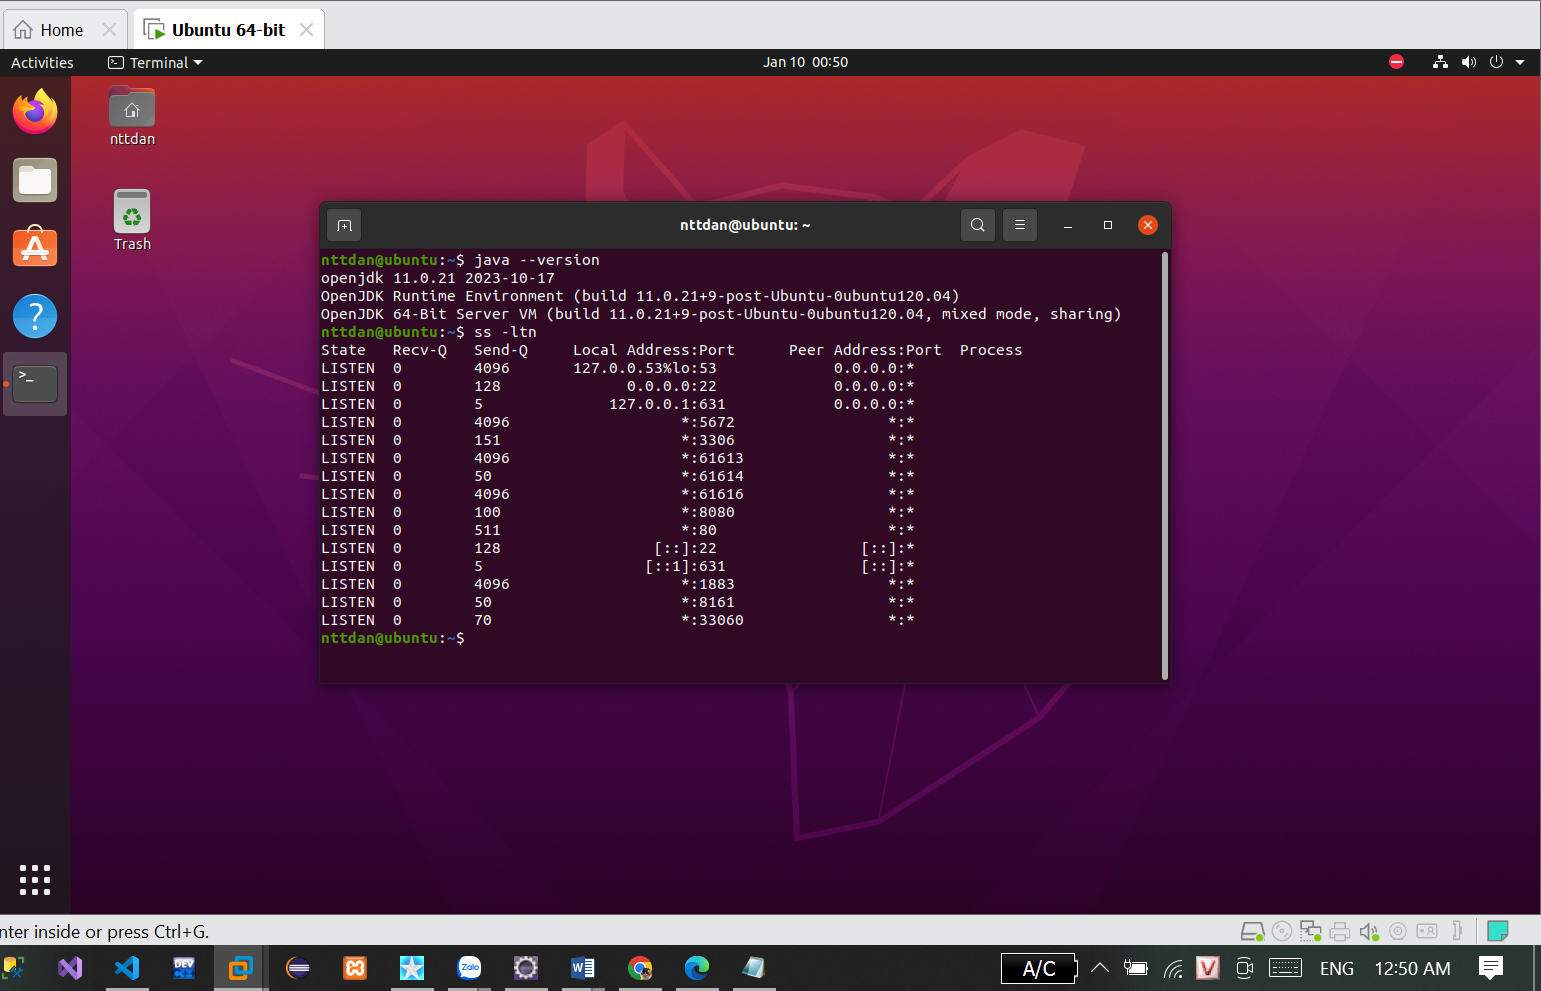 Home
Ubuntu 64-bit
Activities
Terminal
Jan 10  00:50
nttdan
Trash
nttdan@ubuntu: ~
nttdan@ubuntu:~$ java --version
openjdk 11.0.21 2023-10-17
OpenJDK Runtime Environment (build 11.0.21+9-post-Ubuntu-0ubuntu120.04)
OpenJDK 64-Bit Server VM (build 11.0.21+9-post-Ubuntu-0ubuntu120.04, mixed mode, sharing)
nttdan@ubuntu:~$ ss -ltn
State   Recv-Q   Send-Q     Local Address:Port      Peer Address:Port  Process
LISTEN  0        4096       127.0.0.53%lo:53             0.0.0.0:*
LISTEN  0        128              0.0.0.0:22             0.0.0.0:*
LISTEN  0        5              127.0.0.1:631            0.0.0.0:*
LISTEN  0        4096                   *:5672                 *:*
LISTEN  0        151                    *:3306                 *:*
LISTEN  0        4096                   *:61613                *:*
LISTEN  0        50                     *:61614                *:*
LISTEN  0        4096                   *:61616                *:*
LISTEN  0        100                    *:8080                 *:*
LISTEN  0        511                    *:80                   *:*
LISTEN  0        128                 [::]:22                [::]:*
LISTEN  0        5                  [::1]:631               [::]:*
LISTEN  0        4096                   *:1883                 *:*
LISTEN  0        50                     *:8161                 *:*
LISTEN  0        70                     *:33060                *:*
nttdan@ubuntu:~$
nter inside or press Ctrl+G.
DEV
Zalo
A/C
V
ENG
12:50 AM